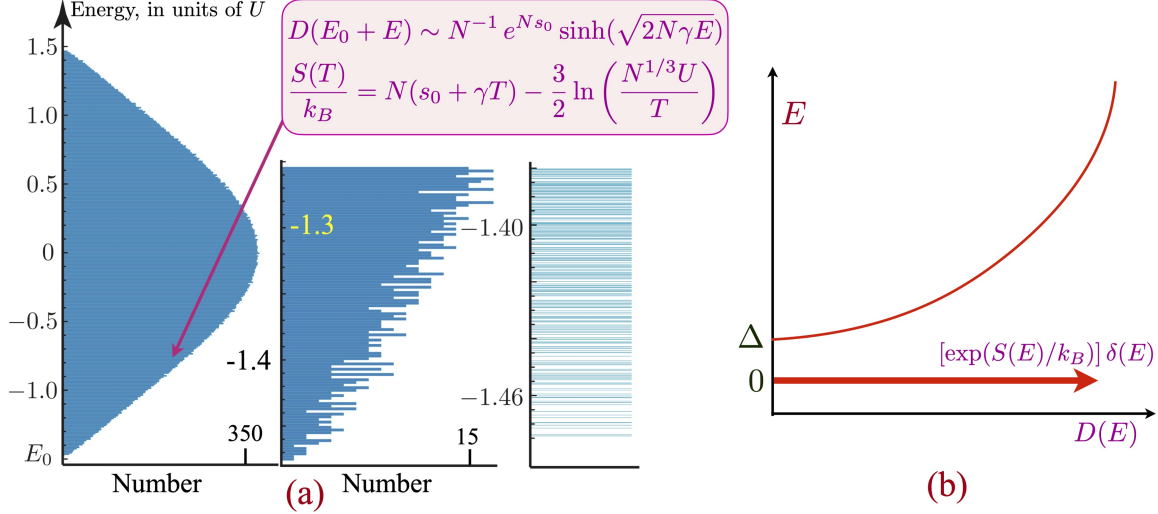 Energy, in units of U
D(E₀ + E) ∼ N⁻¹ e^{Ns₀} sinh(√(2NγE))
S(T)/k_B = N(s₀ + γT) − 3/2 ln (N^{1/3}U/T)
1.5
1.0
0.5
0
−0.5
−1.0
E₀
350
Number
-1.3
-1.4
15
Number
−1.40
−1.46
(a)
E
Δ
0
[exp(S(E)/k_B)] δ(E)
D(E)
(b)